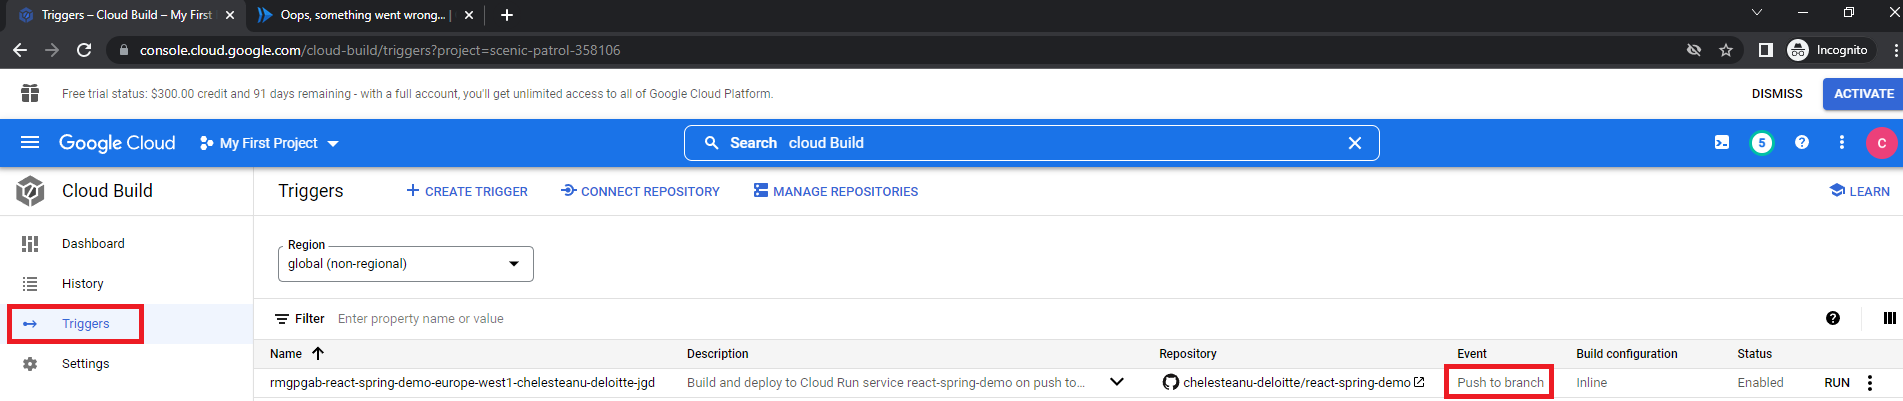 Triggers – Cloud Build – My First
Oops, something went wrong... |
console.cloud.google.com/cloud-build/triggers?project=scenic-patrol-358106
Incognito
Free trial status: $300.00 credit and 91 days remaining - with a full account, you'll get unlimited access to all of Google Cloud Platform.
DISMISS
ACTIVATE
Google Cloud
My First Project
Search cloud Build
5
C
Cloud Build
Triggers
CREATE TRIGGER
CONNECT REPOSITORY
MANAGE REPOSITORIES
LEARN
Dashboard
History
Triggers
Settings
Region
global (non-regional)
Filter Enter property name or value
Name Description Repository Event Build configuration Status
rmgpgab-react-spring-demo-europe-west1-chelesteanu-deloitte-jgd Build and deploy to Cloud Run service react-spring-demo on push to... chelesteanu-deloitte/react-spring-demo Push to branch Inline Enabled RUN